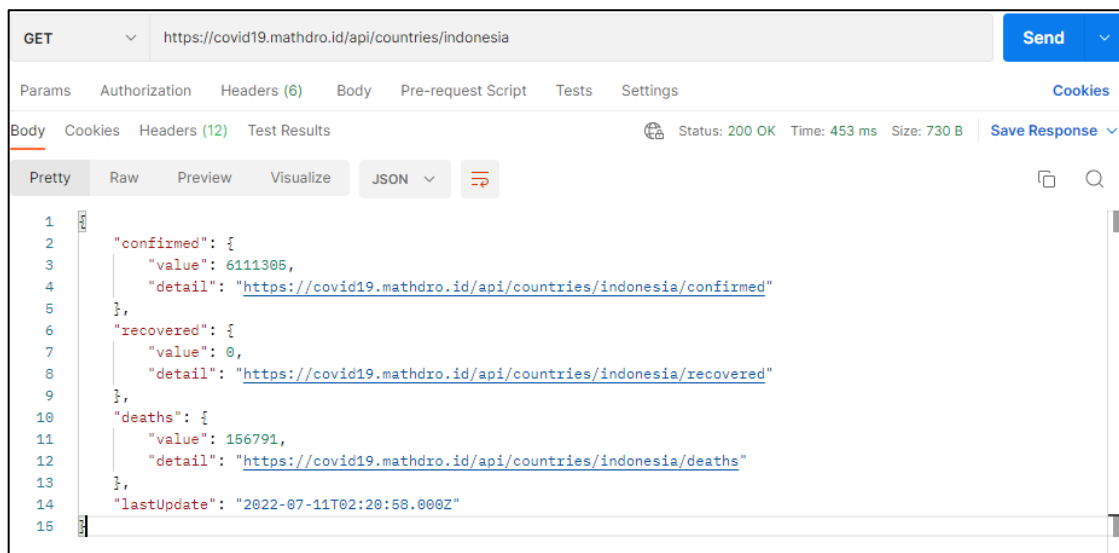 GET https://covid19.mathdro.id/api/countries/indonesia Send
Params Authorization Headers (6) Body Pre-request Script Tests Settings Cookies
Body Cookies Headers (12) Test Results Status: 200 OK Time: 453 ms Size: 730 B Save Response
Pretty Raw Preview Visualize JSON
1 {
2 "confirmed": {
3 "value": 6111305,
4 "detail": "https://covid19.mathdro.id/api/countries/indonesia/confirmed"
5 },
6 "recovered": {
7 "value": 0,
8 "detail": "https://covid19.mathdro.id/api/countries/indonesia/recovered"
9 },
10 "deaths": {
11 "value": 156791,
12 "detail": "https://covid19.mathdro.id/api/countries/indonesia/deaths"
13 },
14 "lastUpdate": "2022-07-11T02:20:58.000Z"
15 }